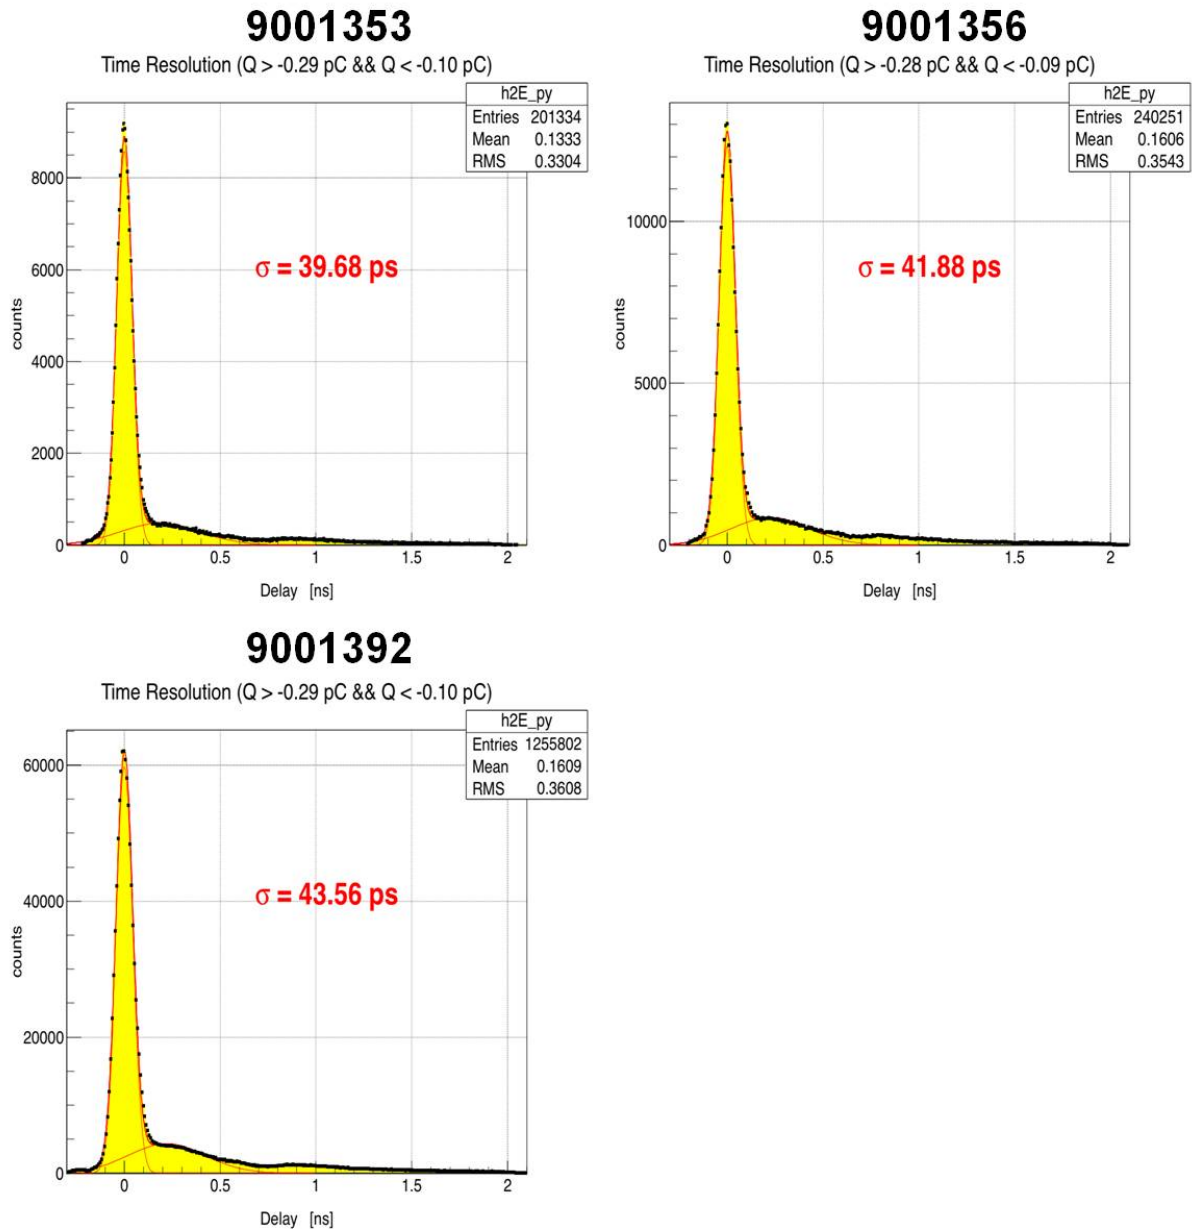 9001353
Time Resolution (Q > -0.29 pC && Q < -0.10 pC)
h2E_py
Entries 201334
Mean 0.1333
RMS 0.3304
8000
6000
4000
2000
0
counts
σ = 39.68 ps
0 0.5 1 1.5 2
Delay [ns]
9001356
Time Resolution (Q > -0.28 pC && Q < -0.09 pC)
h2E_py
Entries 240251
Mean 0.1606
RMS 0.3543
10000
5000
0
counts
σ = 41.88 ps
0 0.5 1 1.5 2
Delay [ns]
9001392
Time Resolution (Q > -0.29 pC && Q < -0.10 pC)
h2E_py
Entries 1255802
Mean 0.1609
RMS 0.3608
60000
40000
20000
0
counts
σ = 43.56 ps
0 0.5 1 1.5 2
Delay [ns]